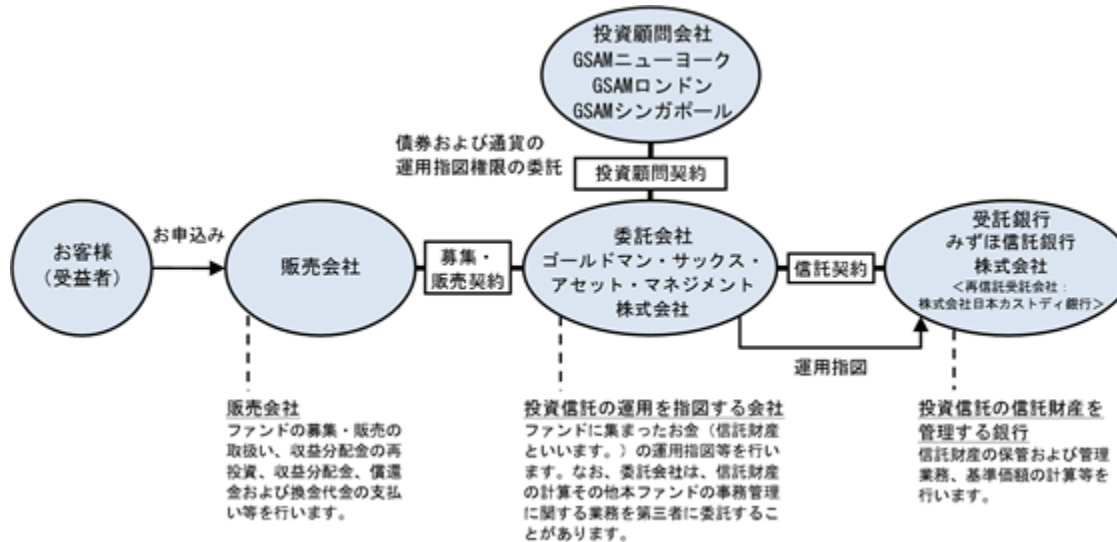 投資顧問会社
GSAMニューヨーク
GSAMロンドン
GSAMシンガポール
債券および通貨の
運用指図権限の委託
投資顧問契約
お客様
（受益者）
お申込み
販売会社
募集・
販売契約
委託会社
ゴールドマン・サックス・
アセット・マネジメント
株式会社
信託契約
受託銀行
みずほ信託銀行
株式会社
＜再信託受託会社：
株式会社日本カストディ銀行＞
運用指図
販売会社
ファンドの募集・販売の
取扱い、収益分配金の再
投資、収益分配金、償還
金および換金代金の支払
い等を行います。
投資信託の運用を指図する会社
ファンドに集まったお金（信託財産
といいます。）の運用指図等を行い
ます。なお、委託会社は、信託財産
の計算その他本ファンドの事務管理
に関する業務を第三者に委託するこ
とがあります。
投資信託の信託財産を
管理する銀行
信託財産の保管および管理
業務、基準価額の計算等を
行います。